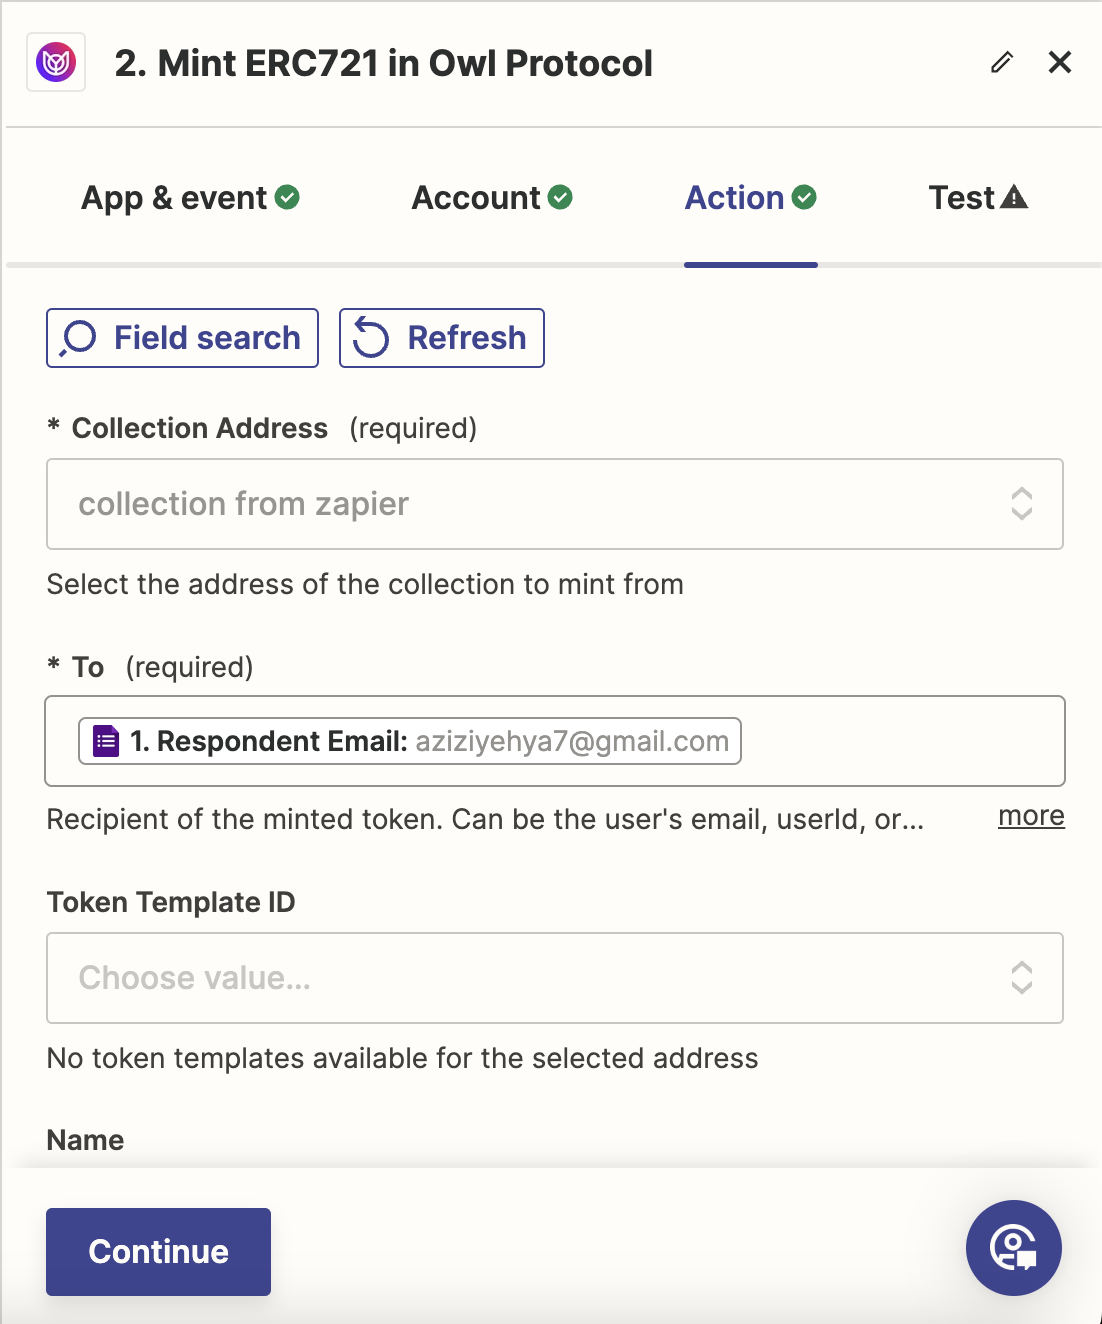 2. Mint ERC721 in Owl Protocol
App & event Account Action Test
Field search Refresh
* Collection Address (required)
collection from zapier
Select the address of the collection to mint from
* To (required)
1. Respondent Email: aziziyehya7@gmail.com
Recipient of the minted token. Can be the user's email, userId, or... more
Token Template ID
Choose value...
No token templates available for the selected address
Name
Continue